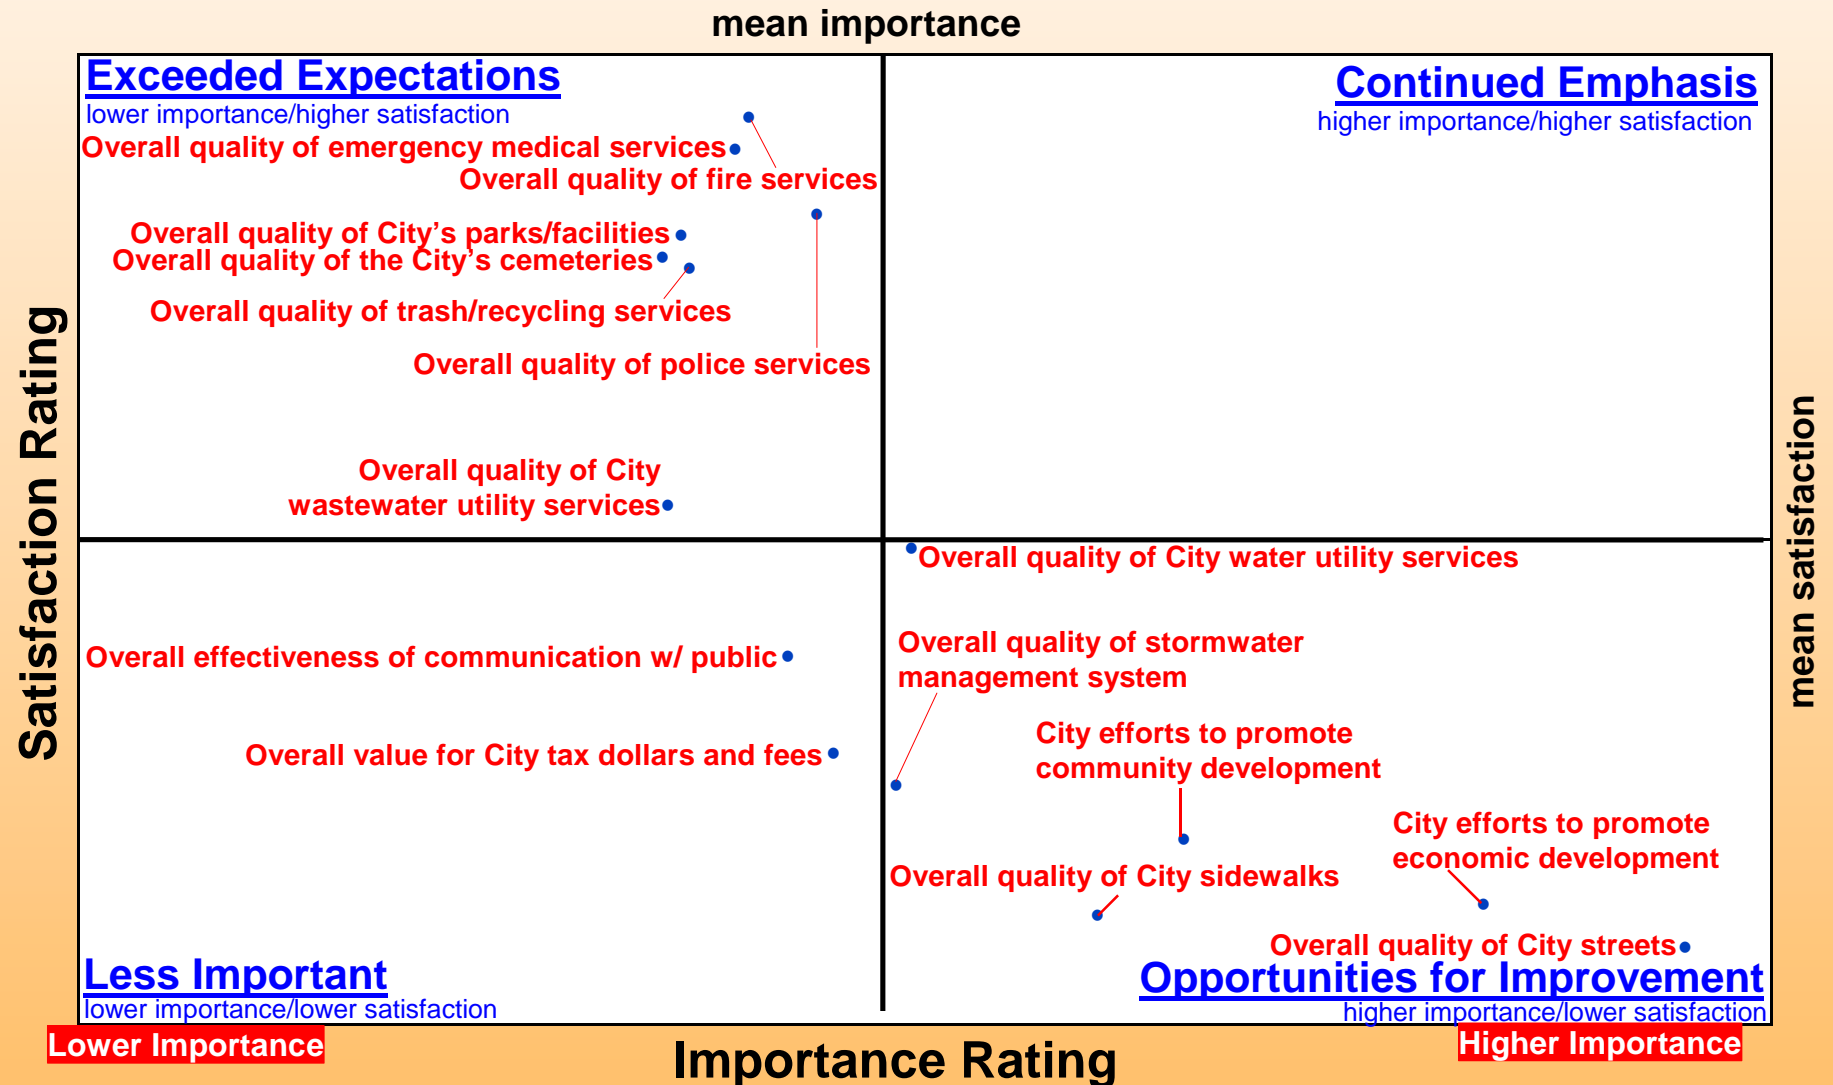 mean importance
Exceeded Expectations
lower importance/higher satisfaction
Continued Emphasis
higher importance/higher satisfaction
Overall quality of emergency medical services
Overall quality of fire services
Overall quality of City’s parks/facilities
Overall quality of the City’s cemeteries
Overall quality of trash/recycling services
Overall quality of police services
Overall quality of City
wastewater utility services
Satisfaction Rating
mean satisfaction
Overall quality of City water utility services
Overall effectiveness of communication w/ public
Overall quality of stormwater
management system
Overall value for City tax dollars and fees
City efforts to promote
community development
City efforts to promote
economic development
Overall quality of City sidewalks
Overall quality of City streets
Less Important
lower importance/lower satisfaction
Opportunities for Improvement
higher importance/lower satisfaction
Lower Importance
Importance Rating
Higher Importance